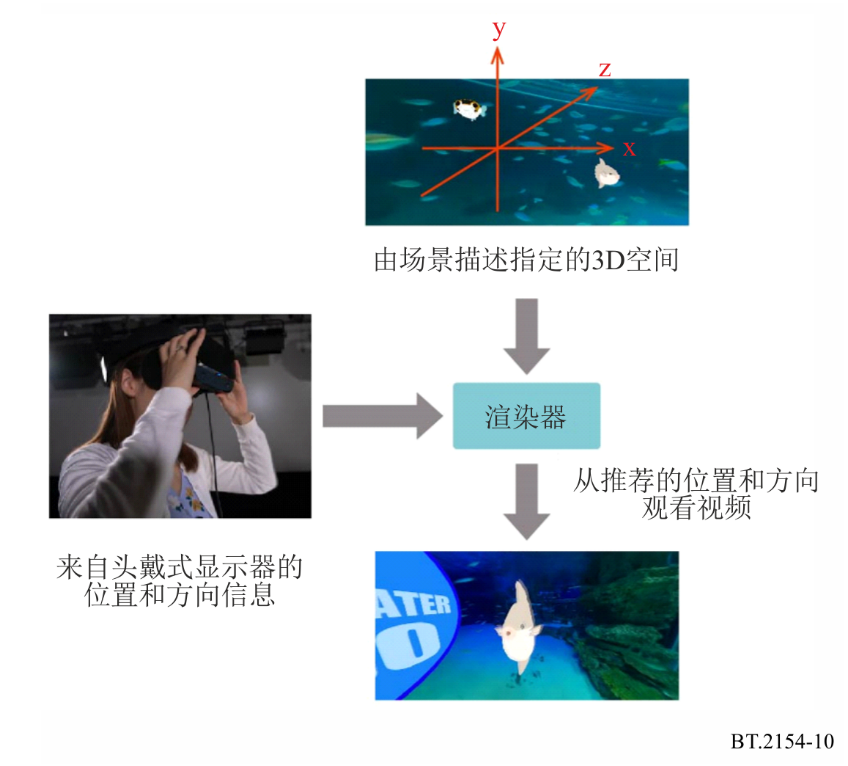 y
z
x
由场景描述指定的3D空间
渲染器
从推荐的位置和方向
观看视频
来自头戴式显示器的
位置和方向信息
ATER
BT.2154-10